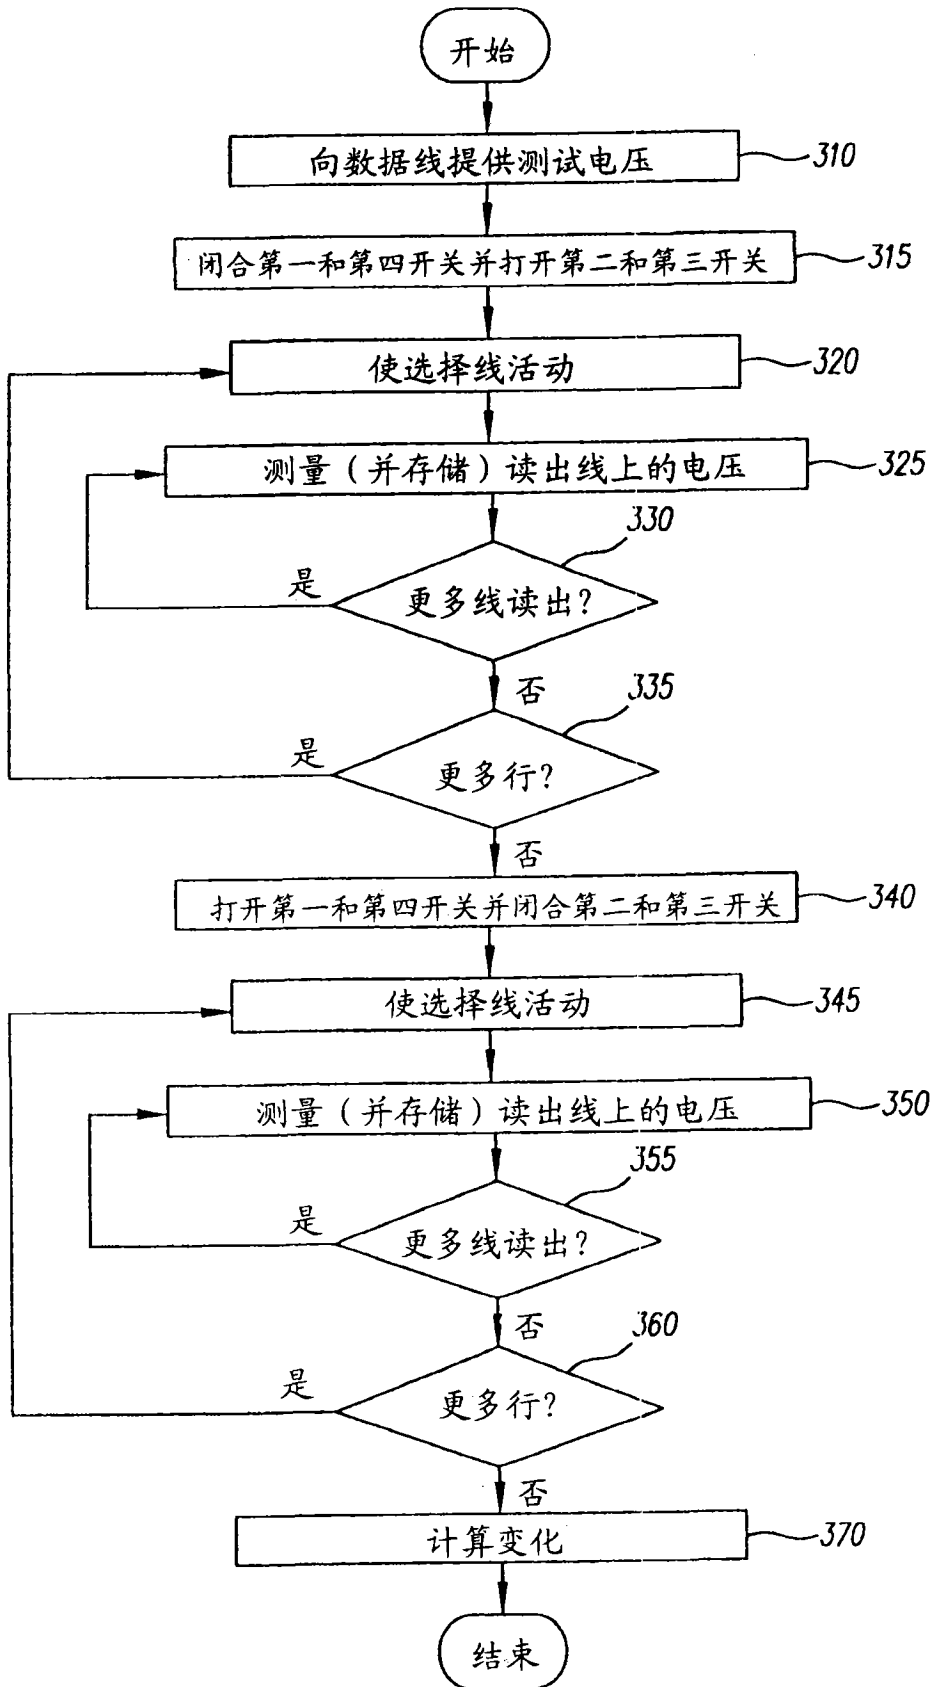 开始
向数据线提供测试电压 310
闭合第一和第四开关并打开第二和第三开关 315
使选择线活动 320
测量(并存储)读出线上的电压 325
330
是 更多线读出?
否 335
是 更多行?
否
打开第一和第四开关并闭合第二和第三开关 340
使选择线活动 345
测量(并存储)读出线上的电压 350
355
是 更多线读出?
否 360
是 更多行?
否
计算变化 370
结束